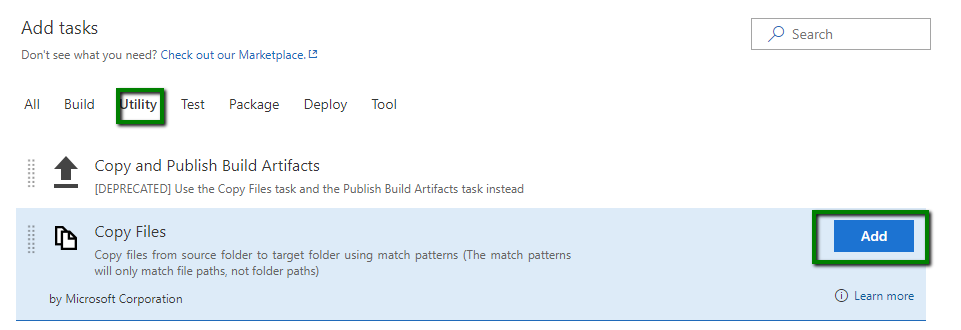 Add tasks
Search
Don't see what you need? Check out our Marketplace.
All Build Utility Test Package Deploy Tool
Copy and Publish Build Artifacts
[DEPRECATED] Use the Copy Files task and the Publish Build Artifacts task instead
Copy Files
Add
Copy files from source folder to target folder using match patterns (The match patterns
will only match file paths, not folder paths)
by Microsoft Corporation
Learn more